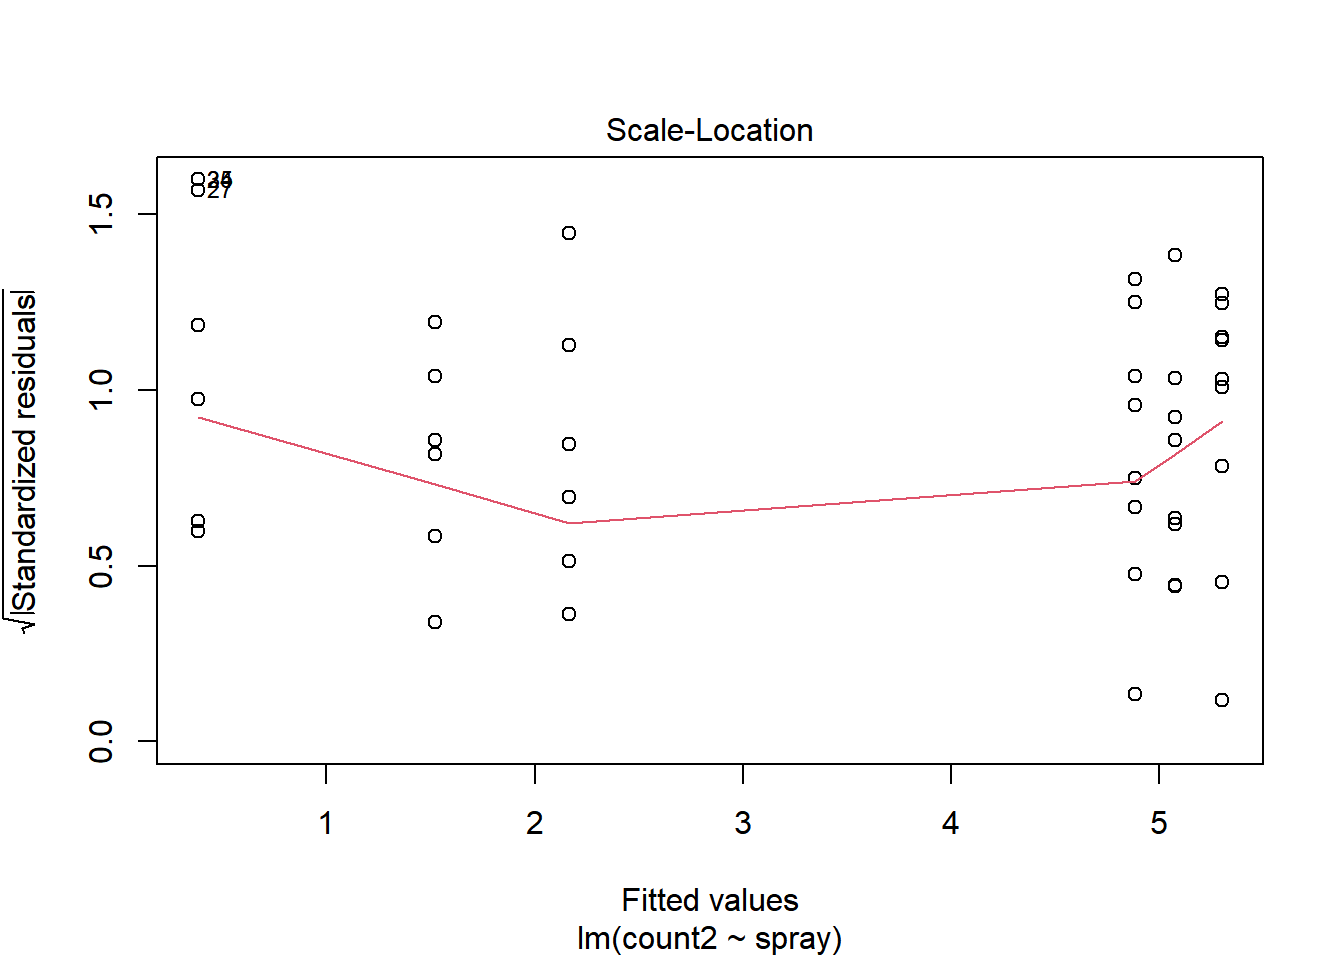 Scale-Location
√|Standardized residuals|
1.5
1.0
0.5
0.0
27
1
2
3
4
5
Fitted values
lm(count2 ~ spray)